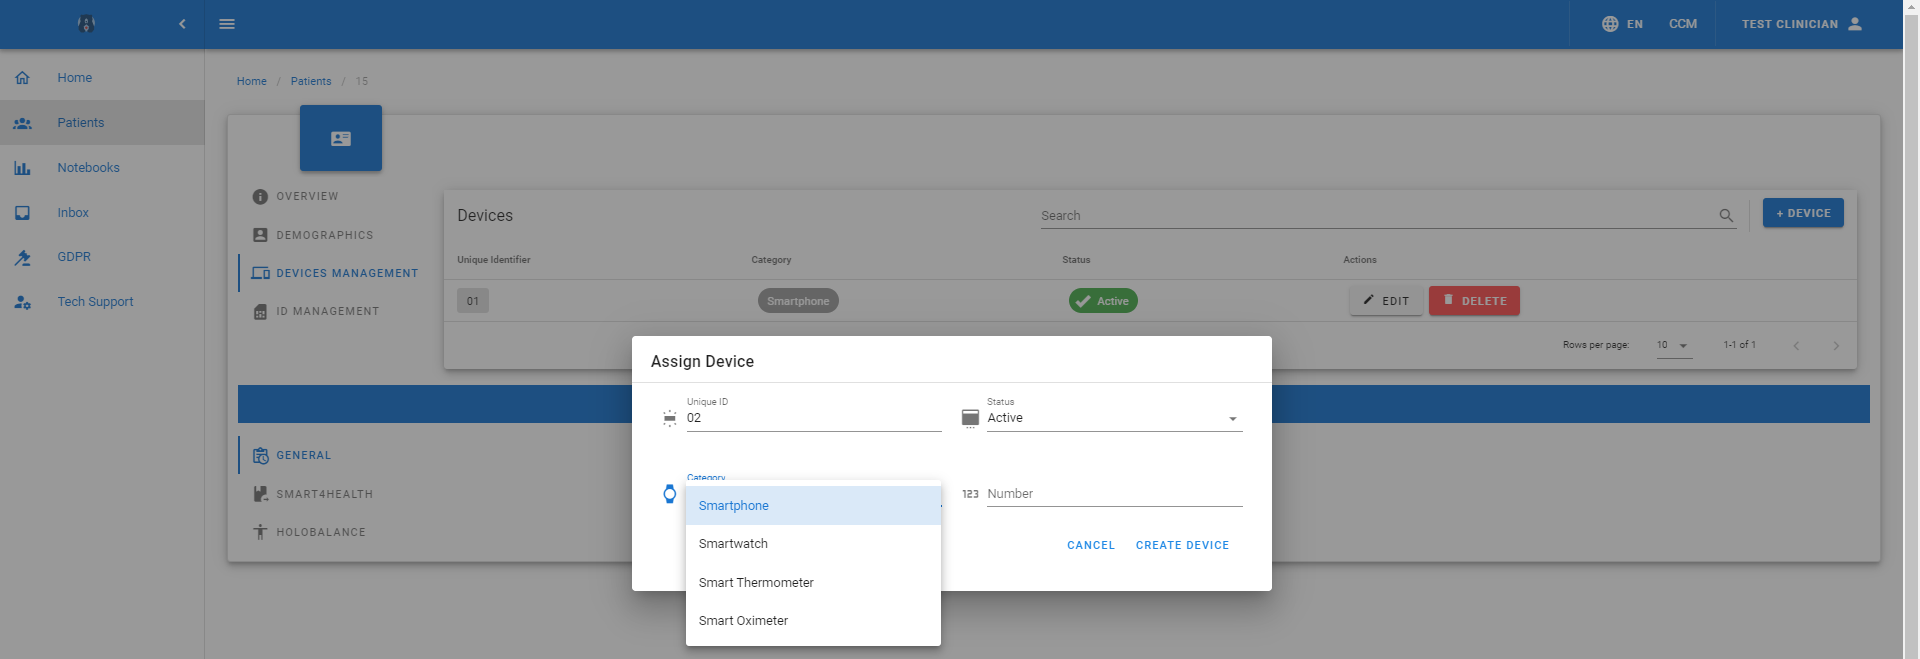 EN
CCM
TEST CLINICIAN
Home
Patients
Notebooks
Inbox
GDPR
Tech Support
Home / Patients / 15
OVERVIEW
DEMOGRAPHICS
DEVICES MANAGEMENT
ID MANAGEMENT
Devices
Search
+ DEVICE
Unique Identifier Category Status Actions
01 Smartphone Active EDIT DELETE
Rows per page: 10 1-1 of 1
GENERAL
SMART4HEALTH
HOLOBALANCE
Assign Device
Unique ID
02
Status
Active
Category
Smartphone
Smartwatch
Smart Thermometer
Smart Oximeter
123 Number
CANCEL CREATE DEVICE